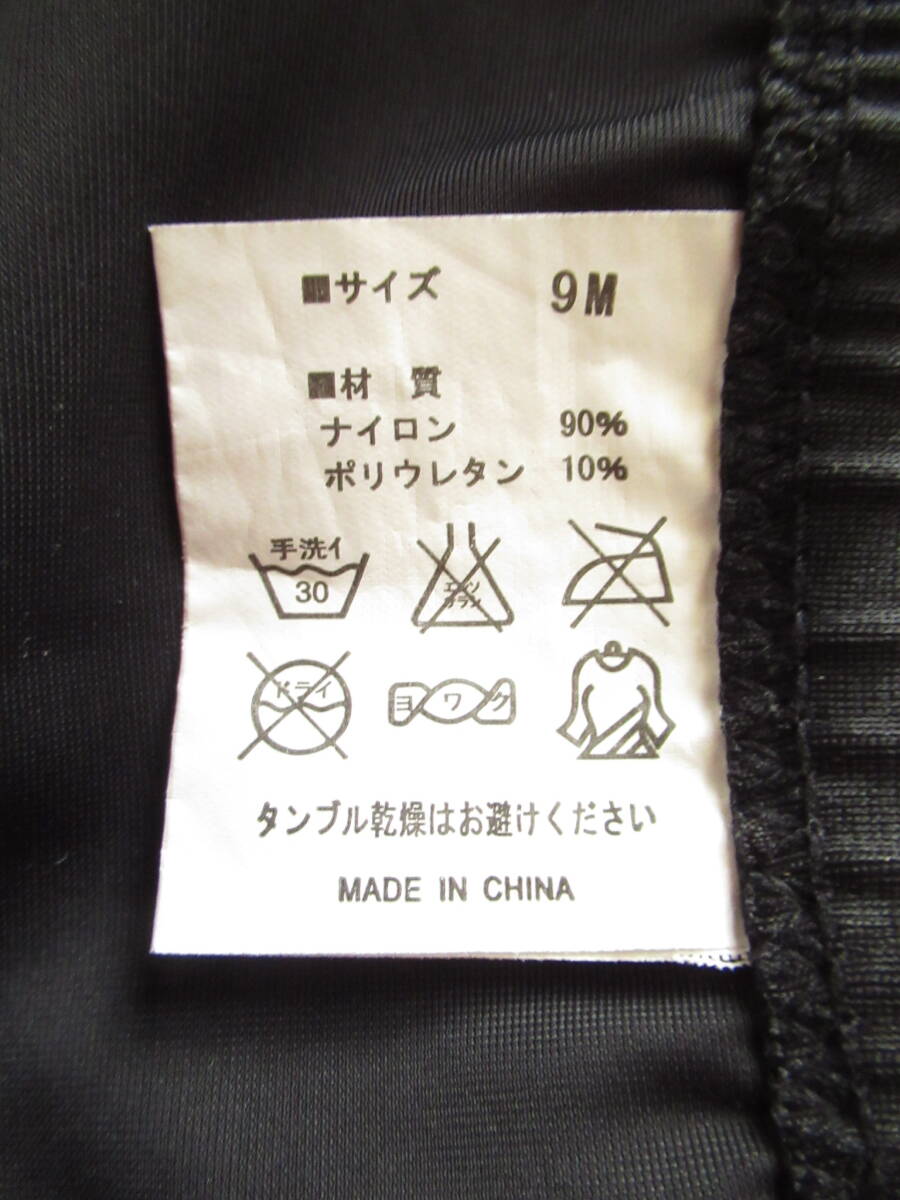 ■サイズ 9M
■材 質
ナイロン 90%
ポリウレタン 10%
手洗イ
30
エンソ
サラシ
ドライ
ヨワク
タンブル乾燥はお避けください
MADE IN CHINA